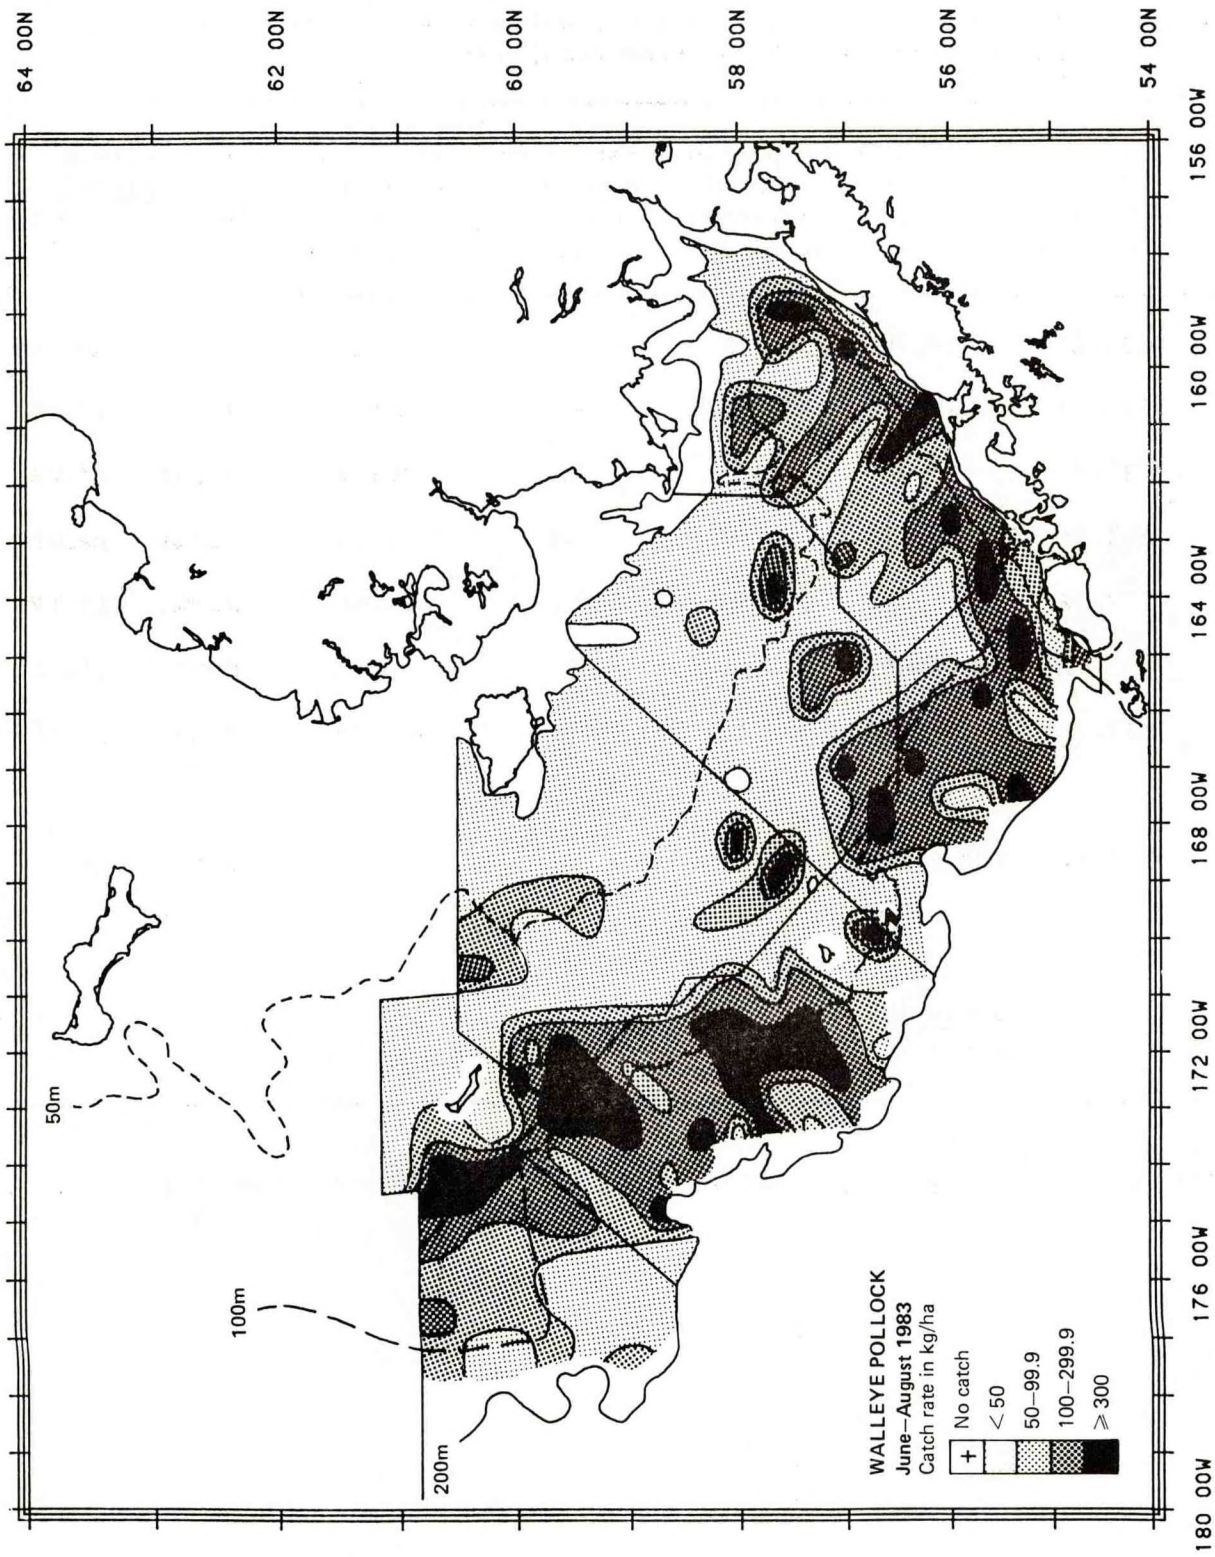 64 00N
62 00N
60 00N
58 00N
56 00N
54 00N
156 00W
160 00W
164 00W
168 00W
172 00W
176 00W
180 00W
50m
100m
200m
WALLEYE POLLOCK
June–August 1983
Catch rate in kg/ha
+ No catch
< 50
50–99.9
100–299.9
⩾ 300